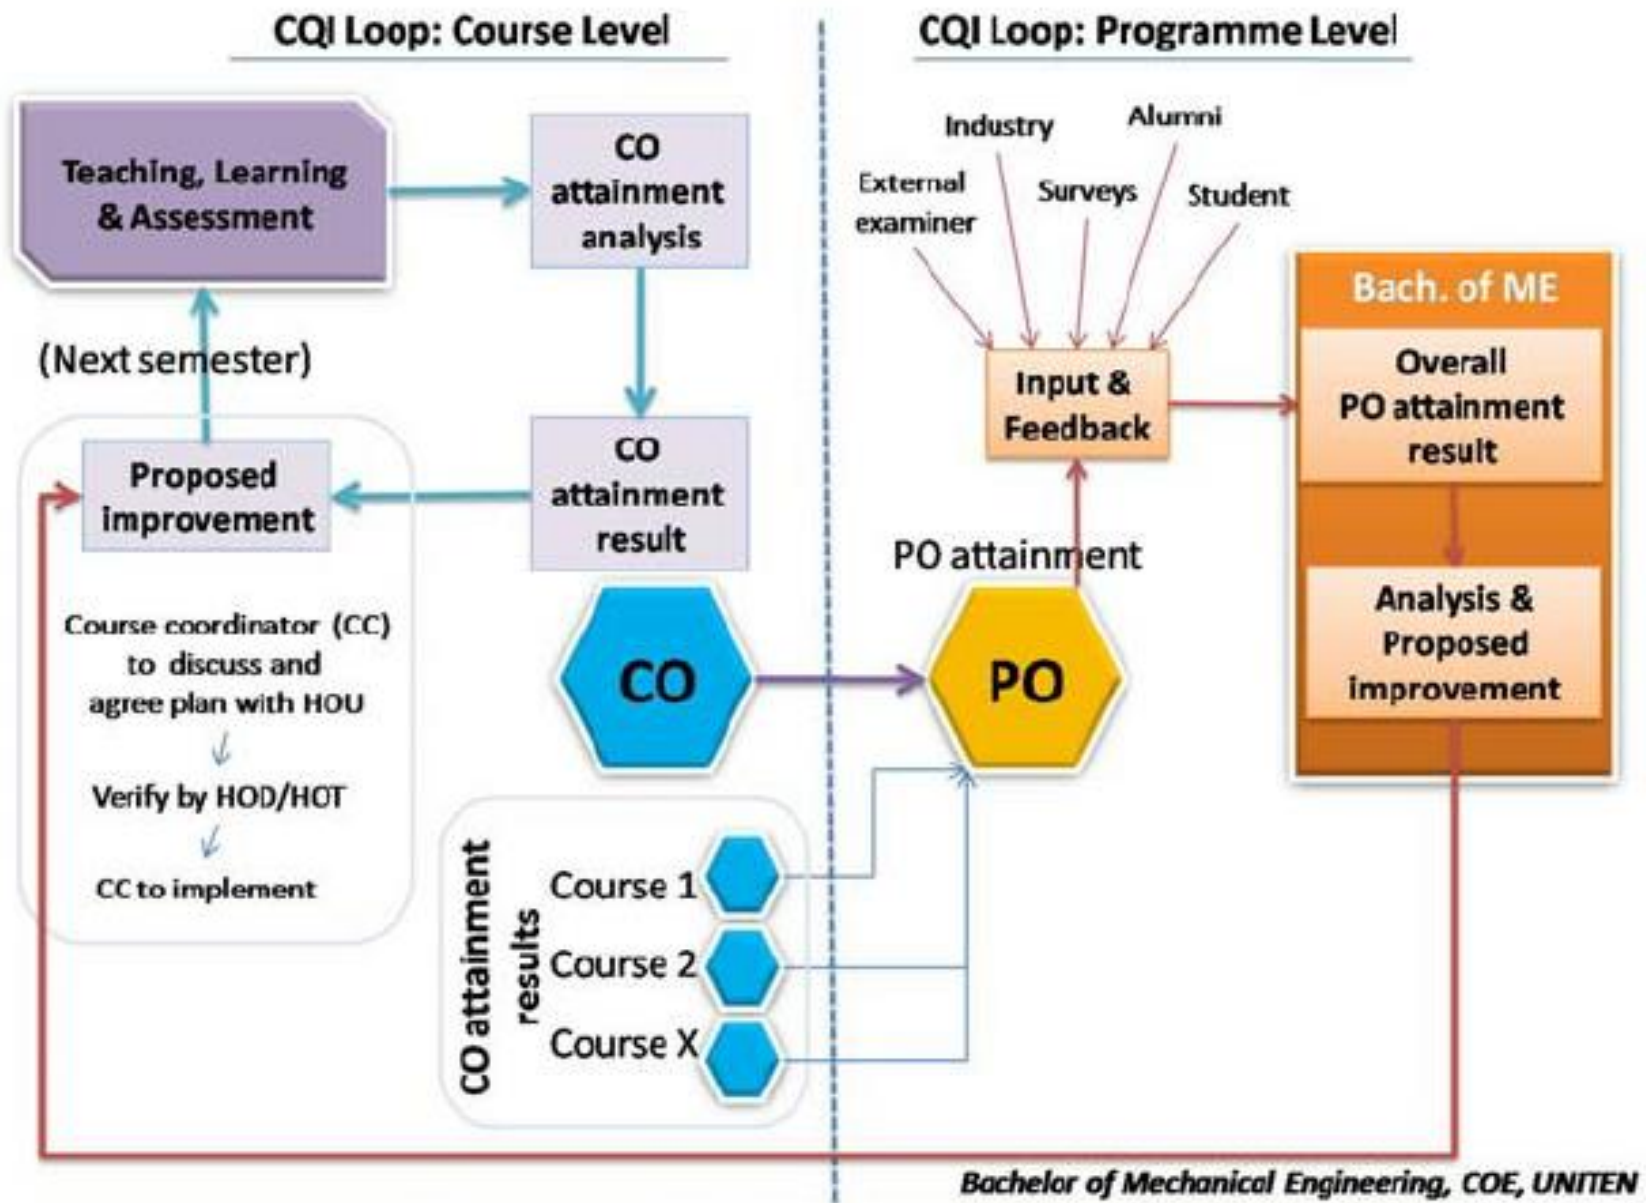 CQI Loop: Course Level
Teaching, Learning
& Assessment
CO
attainment
analysis
(Next semester)
Proposed
improvement
CO
attainment
result
Course coordinator (CC)
to discuss and
agree plan with HOU
Verify by HOD/HOT
CC to implement
CO
CO attainment
results
Course 1
Course 2
Course X
CQI Loop: Programme Level
External
examiner
Industry
Surveys
Alumni
Student
Input &
Feedback
PO attainment
PO
Bach. of ME
Overall
PO attainment
result
Analysis &
Proposed
improvement
Bachelor of Mechanical Engineering, COE, UNITEN